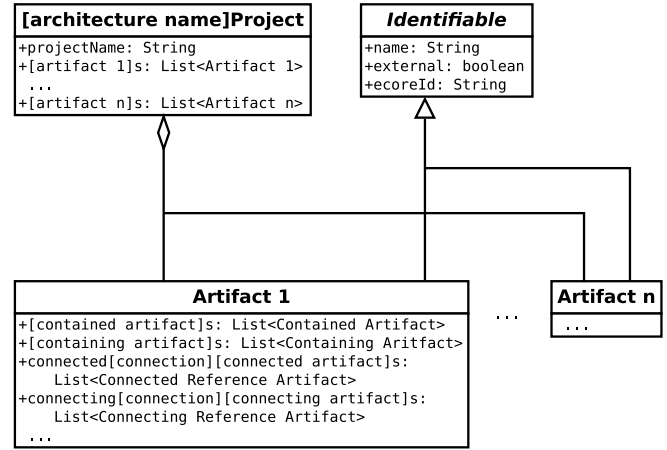 [architecture name]Project
+projectName: String
+[artifact 1]s: List<Artifact 1>
...
+[artifact n]s: List<Artifact n>
Identifiable
+name: String
+external: boolean
+ecoreId: String
Artifact 1
+[contained artifact]s: List<Contained Artifact>
+[containing artifact]s: List<Containing Aritfact>
+connected[connection][connected artifact]s:
List<Connected Reference Artifact>
+connecting[connection][connecting artifact]s:
List<Connecting Reference Artifact>
...
...
Artifact n
...